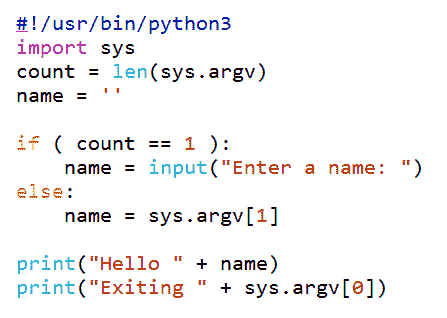 #!/usr/bin/python3
import sys
count = len(sys.argv)
name = ''

if ( count == 1 ):
    name = input("Enter a name: ")
else:
    name = sys.argv[1]

print("Hello " + name)
print("Exiting " + sys.argv[0])